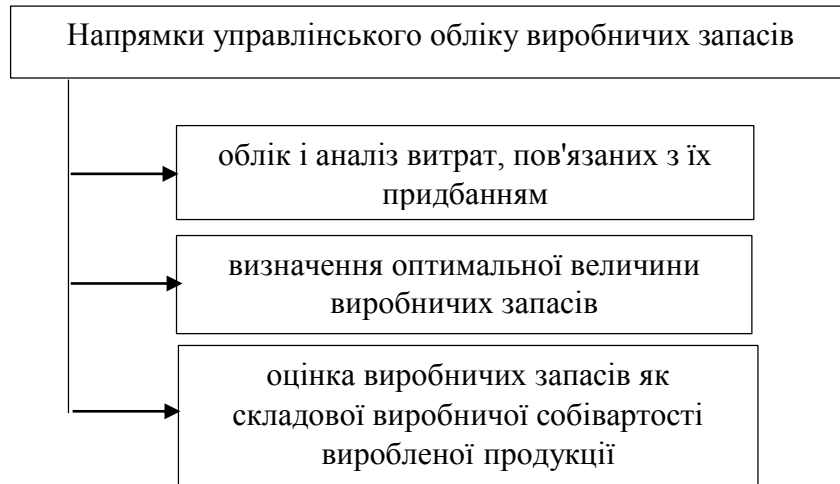 Напрямки управлінського обліку виробничих запасів
облік і аналіз витрат, пов'язаних з їх
придбанням
визначення оптимальної величини
виробничих запасів
оцінка виробничих запасів як
складової виробничої собівартості
виробленої продукції